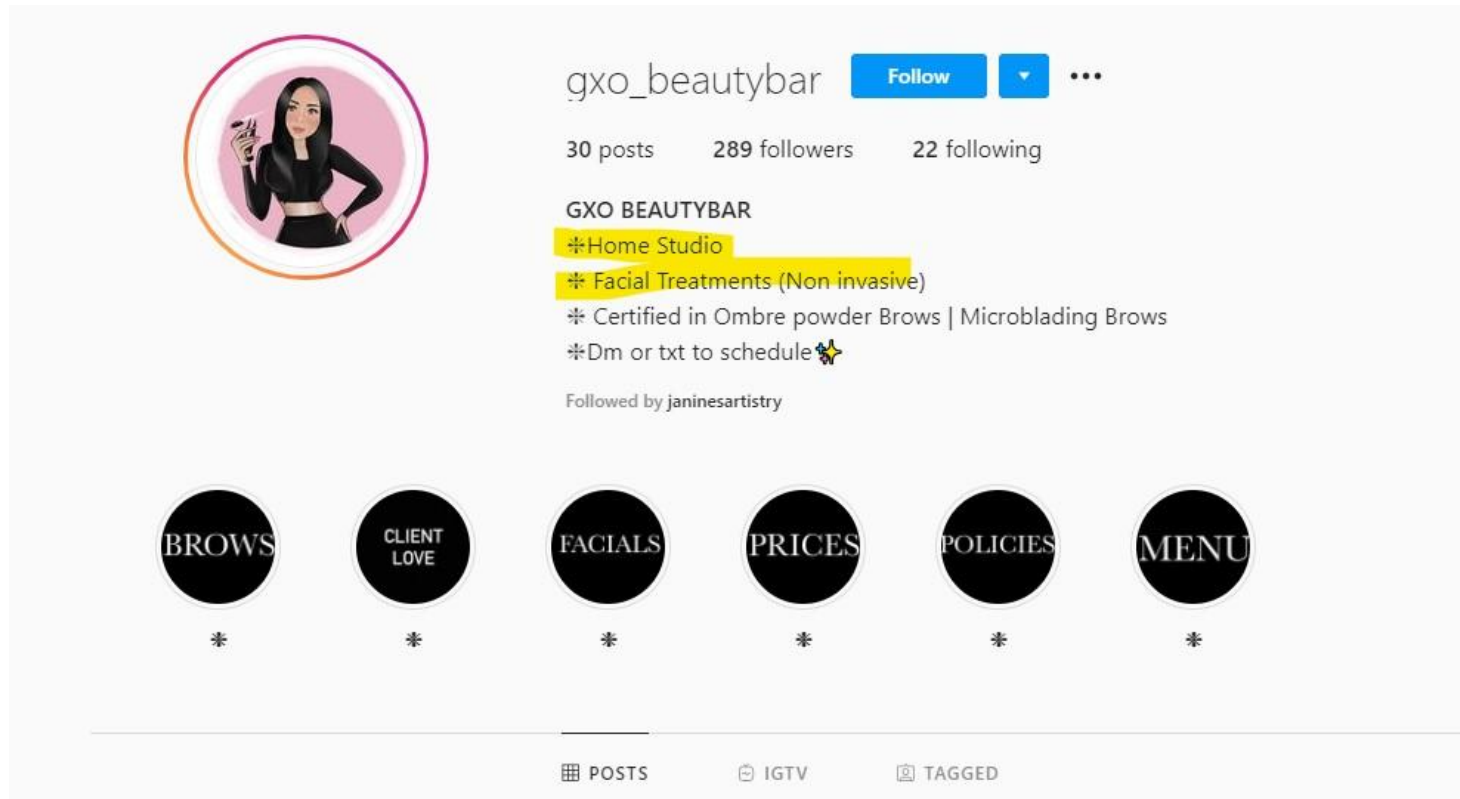 gxo_beautybar Follow
30 posts 289 followers 22 following
GXO BEAUTYBAR
❈Home Studio
❈ Facial Treatments (Non invasive)
❈ Certified in Ombre powder Brows | Microblading Brows
❈Dm or txt to schedule✨
Followed by janinesartistry
BROWS
CLIENT
LOVE
FACIALS
PRICES
POLICIES
MENU
❈ ❈ ❈ ❈ ❈ ❈
POSTS IGTV TAGGED